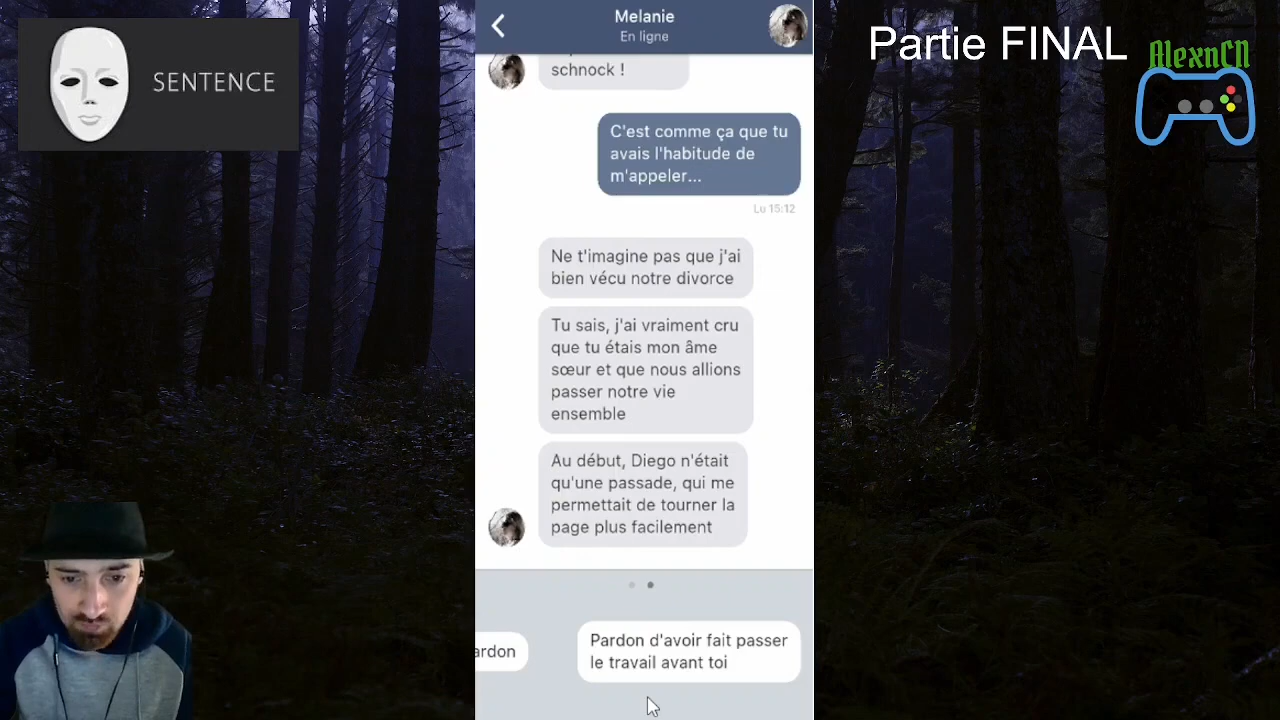 SENTENCE
Partie FINAL
AlexnCN
Melanie
En ligne
schnock !
C'est comme ça que tu
avais l'habitude de
m'appeler...
Lu 15:12
Ne t'imagine pas que j'ai
bien vécu notre divorce
Tu sais, j'ai vraiment cru
que tu étais mon âme
sœur et que nous allions
passer notre vie
ensemble
Au début, Diego n'était
qu'une passade, qui me
permettait de tourner la
page plus facilement
ardon
Pardon d'avoir fait passer
le travail avant toi